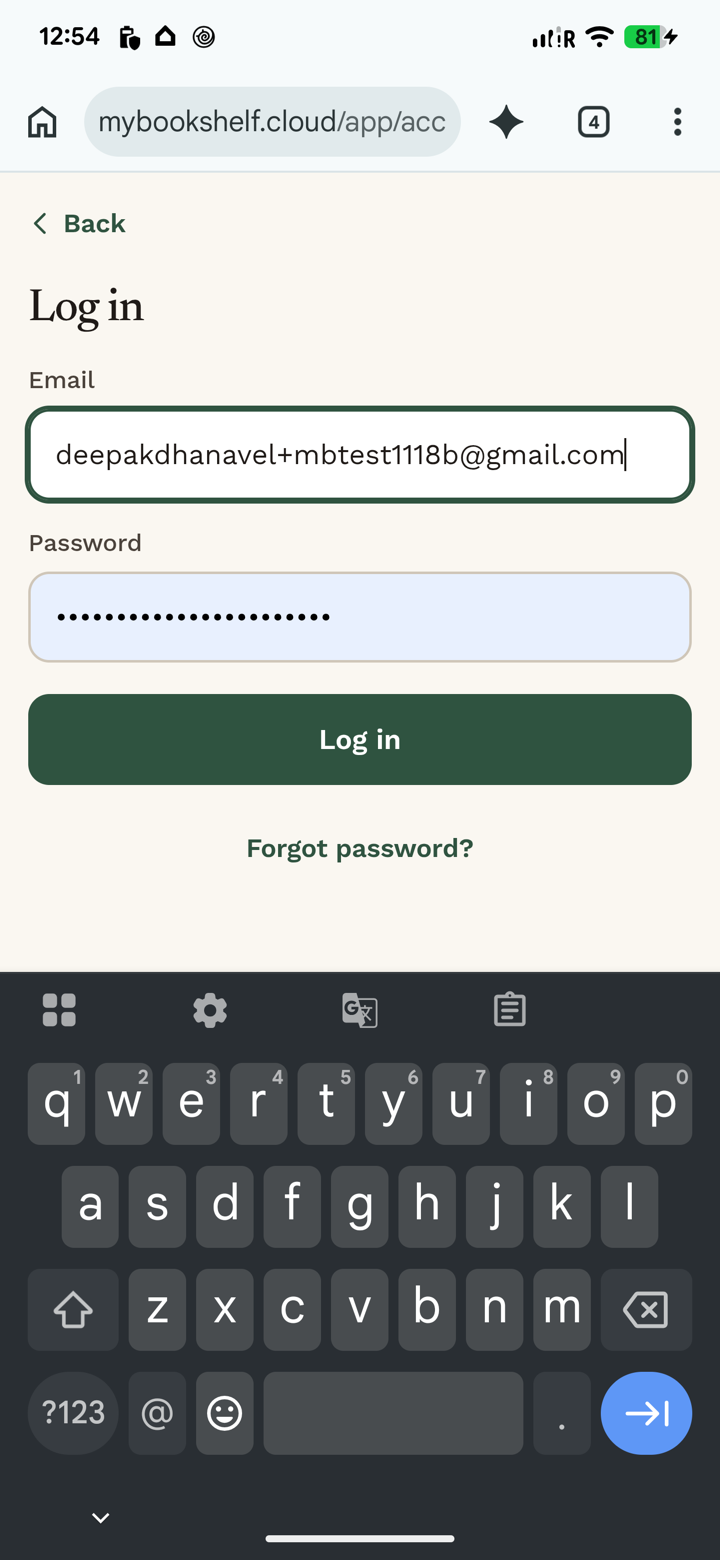 12:54
R
81
mybookshelf.cloud/app/acc
4
Back
Log in
Email
deepakdhanavel+mbtest1118b@gmail.com
Password
•••••••••••••••••••••••
Log in
Forgot password?
G 文
q 1 w 2 e 3 r 4 t 5 y 6 u 7 i 8 o 9 p 0
a s d f g h j k l
z x c v b n m
?123 @ .